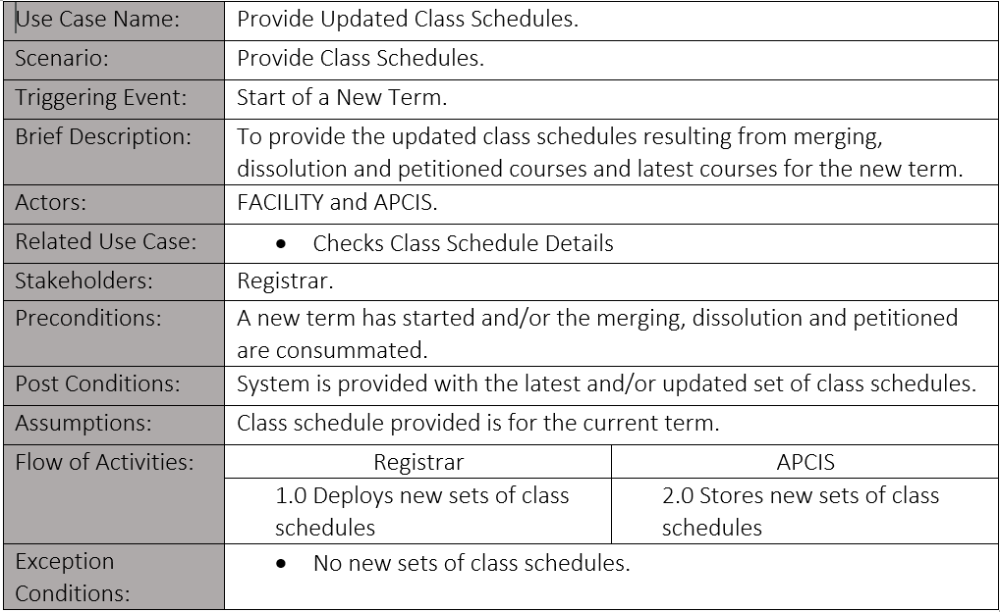 Use Case Name: Provide Updated Class Schedules.
Scenario: Provide Class Schedules.
Triggering Event: Start of a New Term.
Brief Description: To provide the updated class schedules resulting from merging,
dissolution and petitioned courses and latest courses for the new term.
Actors: FACILITY and APCIS.
Related Use Case: • Checks Class Schedule Details
Stakeholders: Registrar.
Preconditions: A new term has started and/or the merging, dissolution and petitioned
are consummated.
Post Conditions: System is provided with the latest and/or updated set of class schedules.
Assumptions: Class schedule provided is for the current term.
Flow of Activities: Registrar APCIS
1.0 Deploys new sets of class
schedules
2.0 Stores new sets of class
schedules
Exception
Conditions:
• No new sets of class schedules.